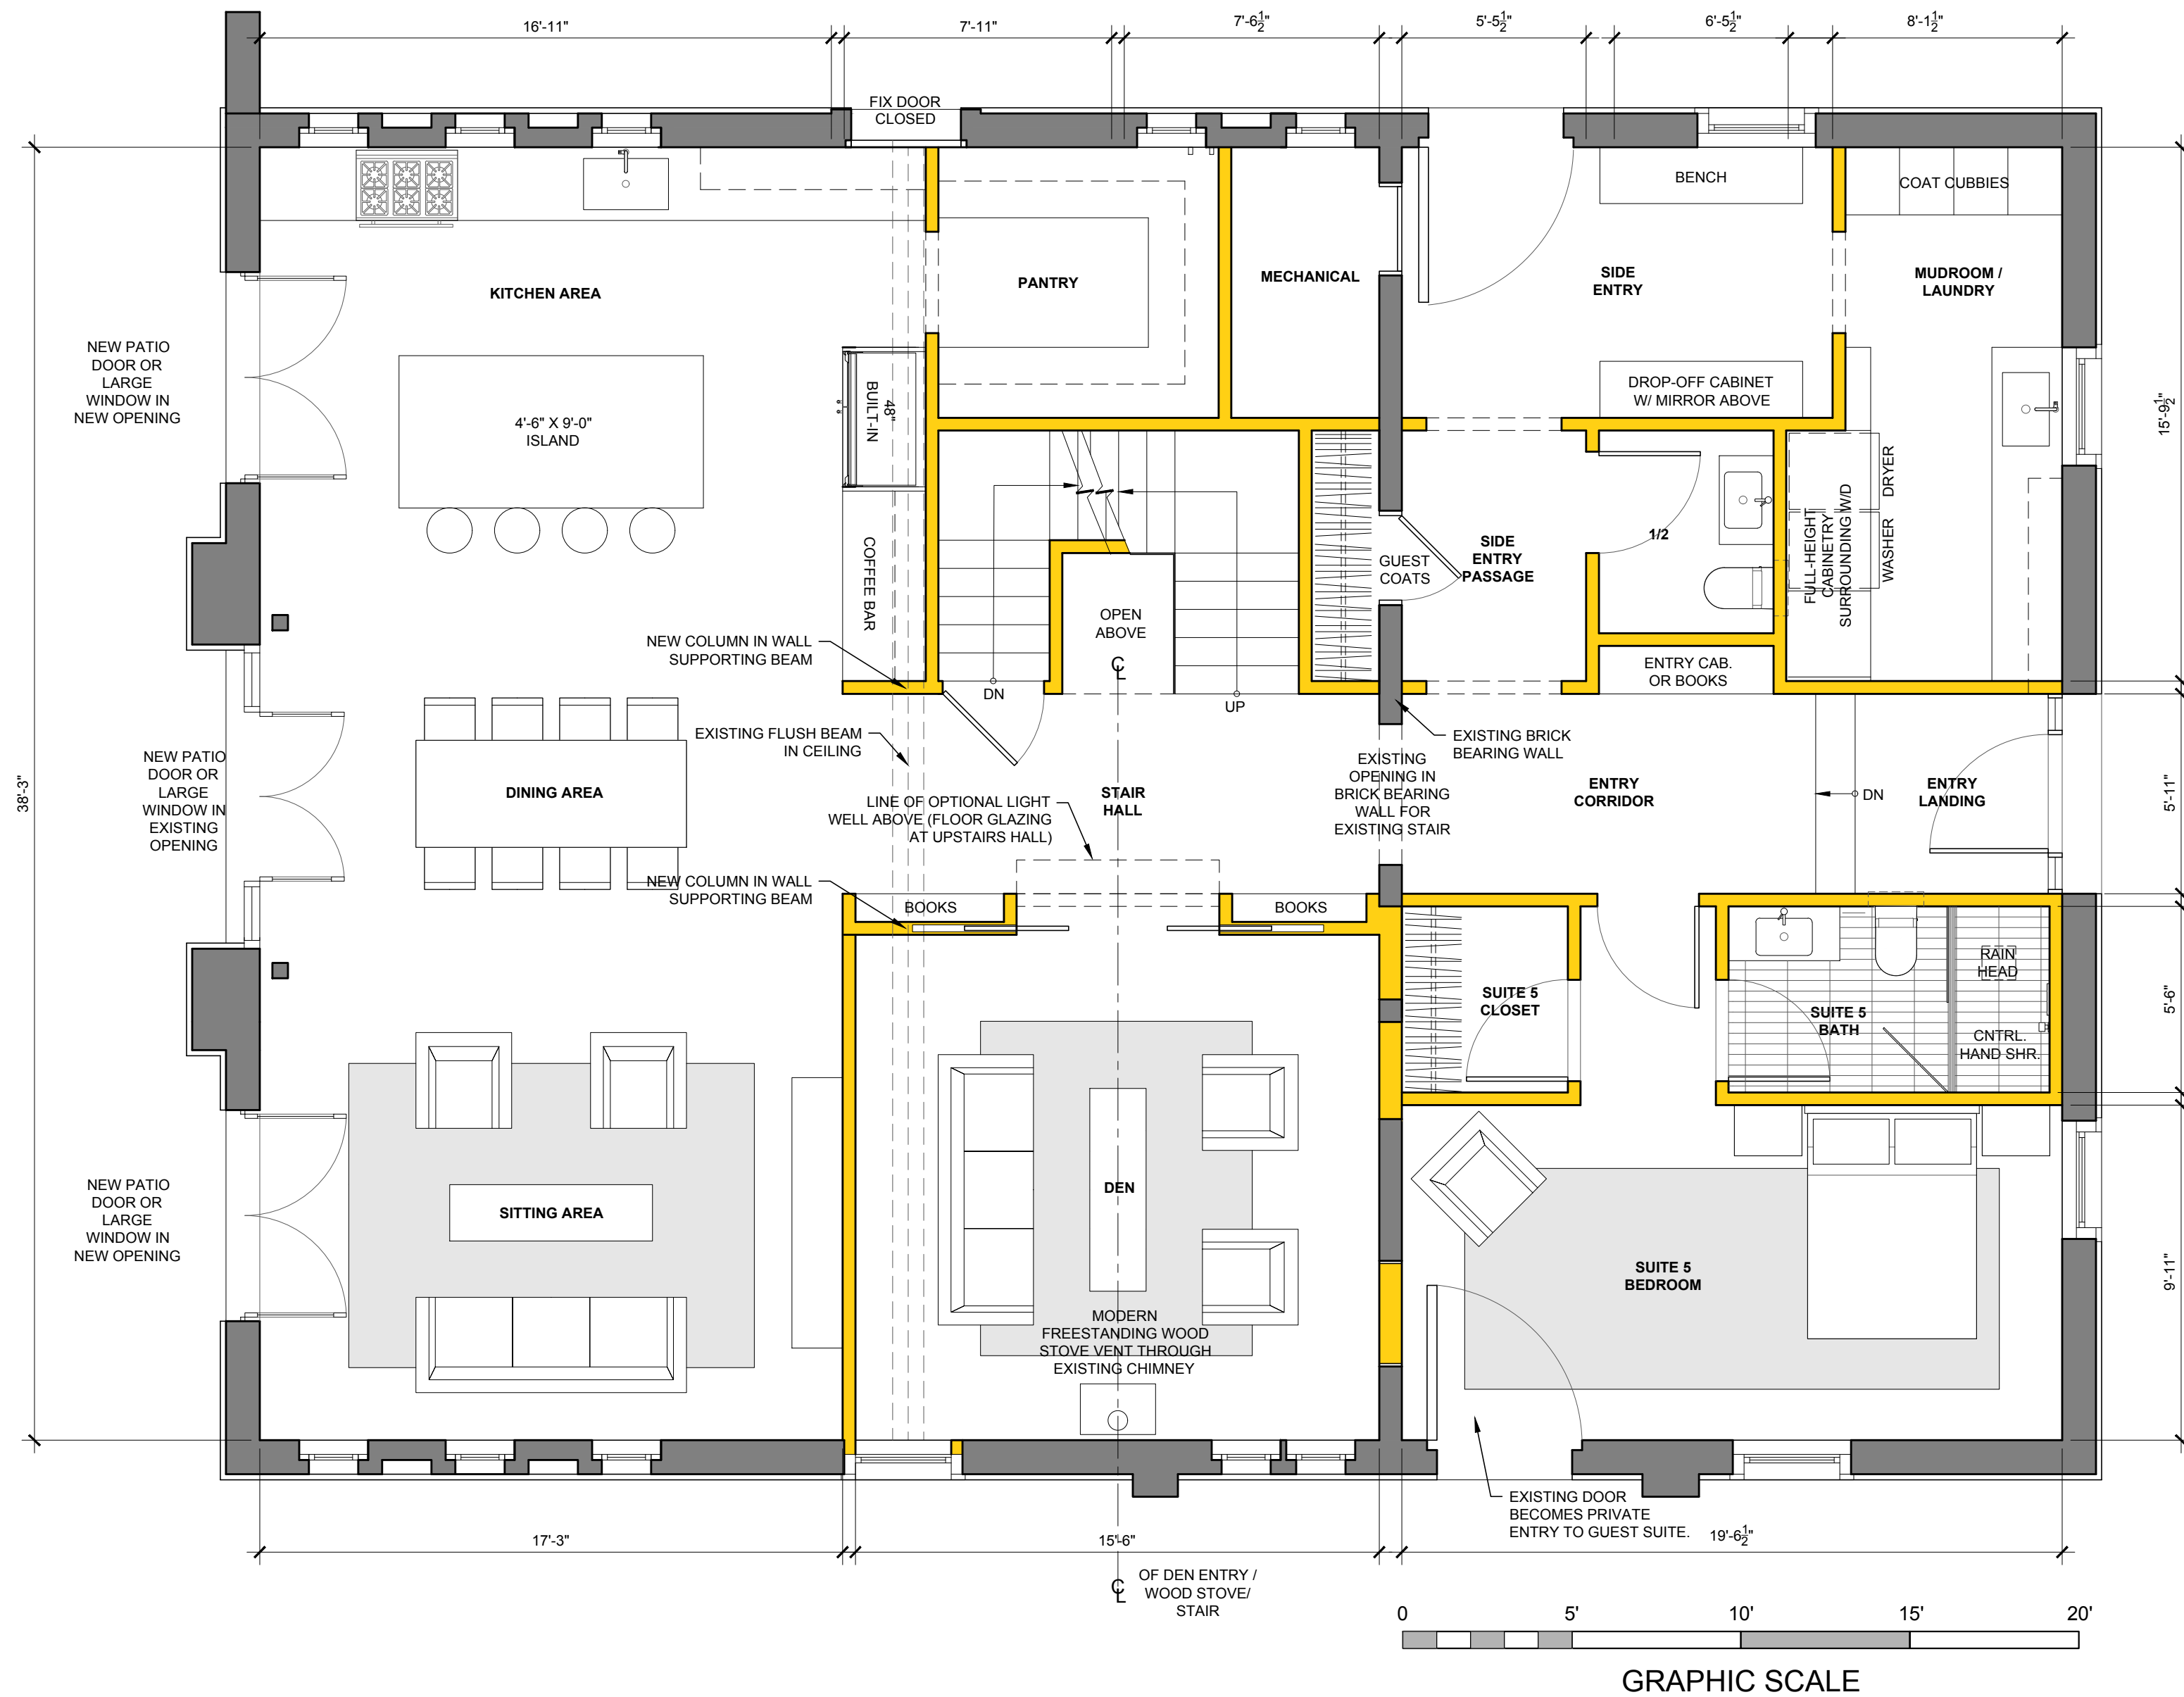 16'-11"
7'-11"
7'-6½"
5'-5½"
6'-5½"
8'-1½"
FIX DOOR
CLOSED
BENCH
COAT CUBBIES
KITCHEN AREA
PANTRY
MECHANICAL
SIDE
ENTRY
MUDROOM /
LAUNDRY
NEW PATIO
DOOR OR
LARGE
WINDOW IN
NEW OPENING
4'-6" X 9'-0"
ISLAND
48"
BUILT-IN
DROP-OFF CABINET
W/ MIRROR ABOVE
15'-9½"
COFFEE BAR
OPEN
ABOVE
GUEST
COATS
SIDE
ENTRY
PASSAGE
1/2
FULL-HEIGHT
CABINETRY
SURROUNDING W/D
WASHER
DRYER
NEW COLUMN IN WALL
SUPPORTING BEAM
CL
DN
UP
ENTRY CAB.
OR BOOKS
EXISTING FLUSH BEAM
IN CEILING
EXISTING BRICK
BEARING WALL
38'-3"
NEW PATIO
DOOR OR
LARGE
WINDOW IN
EXISTING
OPENING
DINING AREA
LINE OF OPTIONAL LIGHT
WELL ABOVE (FLOOR GLAZING
AT UPSTAIRS HALL)
STAIR
HALL
EXISTING
OPENING IN
BRICK BEARING
WALL FOR
EXISTING STAIR
ENTRY
CORRIDOR
DN
ENTRY
LANDING
5'-11"
NEW COLUMN IN WALL
SUPPORTING BEAM
BOOKS
BOOKS
SUITE 5
CLOSET
SUITE 5
BATH
RAIN
HEAD
CNTRL.
HAND SHR.
5'-6"
NEW PATIO
DOOR OR
LARGE
WINDOW IN
NEW OPENING
SITTING AREA
DEN
SUITE 5
BEDROOM
9'-11"
MODERN
FREESTANDING WOOD
STOVE VENT THROUGH
EXISTING CHIMNEY
EXISTING DOOR
BECOMES PRIVATE
ENTRY TO GUEST SUITE.
17'-3"
15'-6"
19'-6½"
CL
OF DEN ENTRY /
WOOD STOVE/
STAIR
0 5' 10' 15' 20'
GRAPHIC SCALE